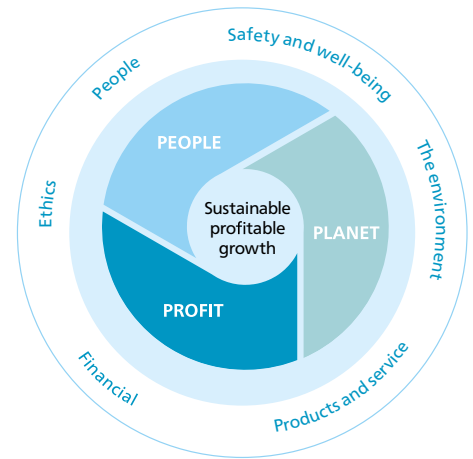 Safety and well-being
People
The environment
Ethics
PEOPLE
Sustainable
profitable
growth
PLANET
PROFIT
Financial
Products and service